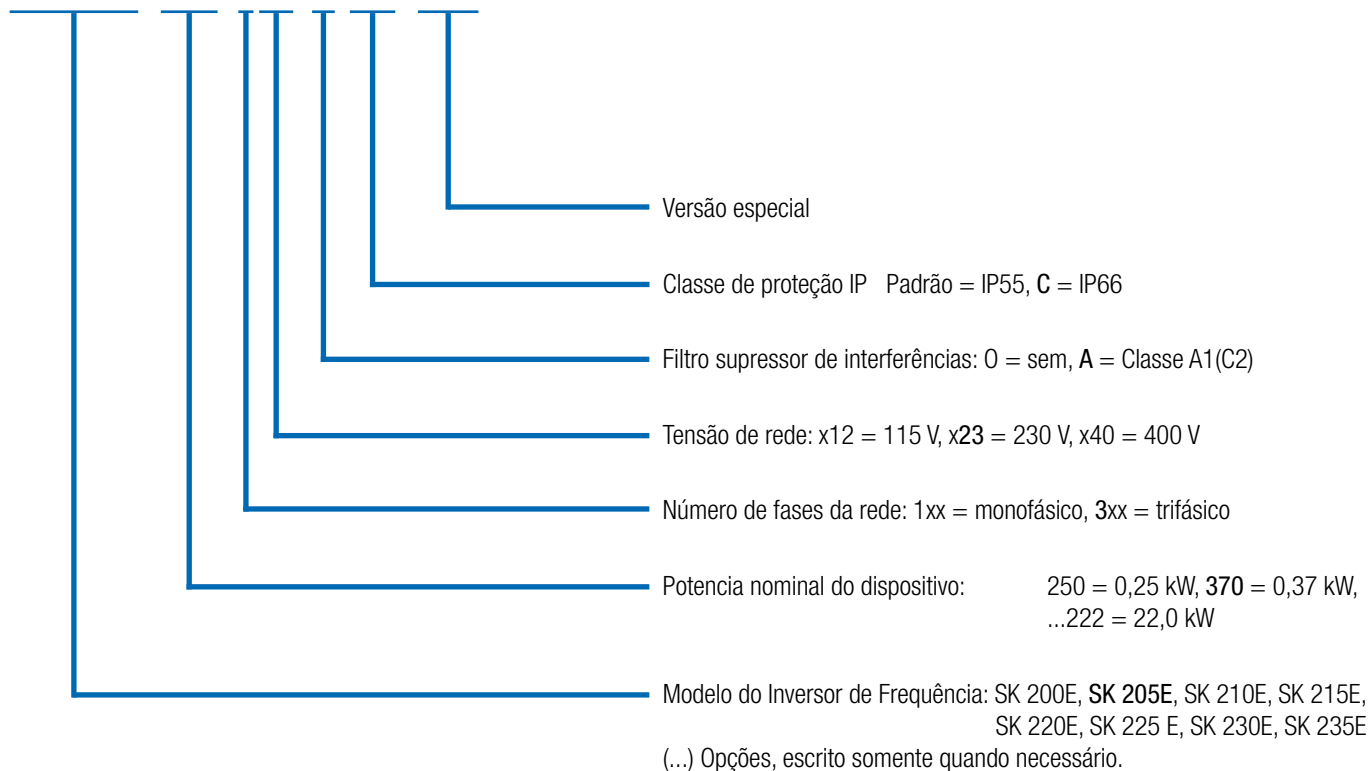 Versão especial
Classe de proteção IP Padrão = IP55, C = IP66
Filtro supressor de interferências: O = sem, A = Classe A1(C2)
Tensão de rede: x12 = 115 V, x23 = 230 V, x40 = 400 V
Número de fases da rede: 1xx = monofásico, 3xx = trifásico
Potencia nominal do dispositivo: 250 = 0,25 kW, 370 = 0,37 kW,
...222 = 22,0 kW
Modelo do Inversor de Frequência: SK 200E, SK 205E, SK 210E, SK 215E,
SK 220E, SK 225 E, SK 230E, SK 235E
(...) Opções, escrito somente quando necessário.